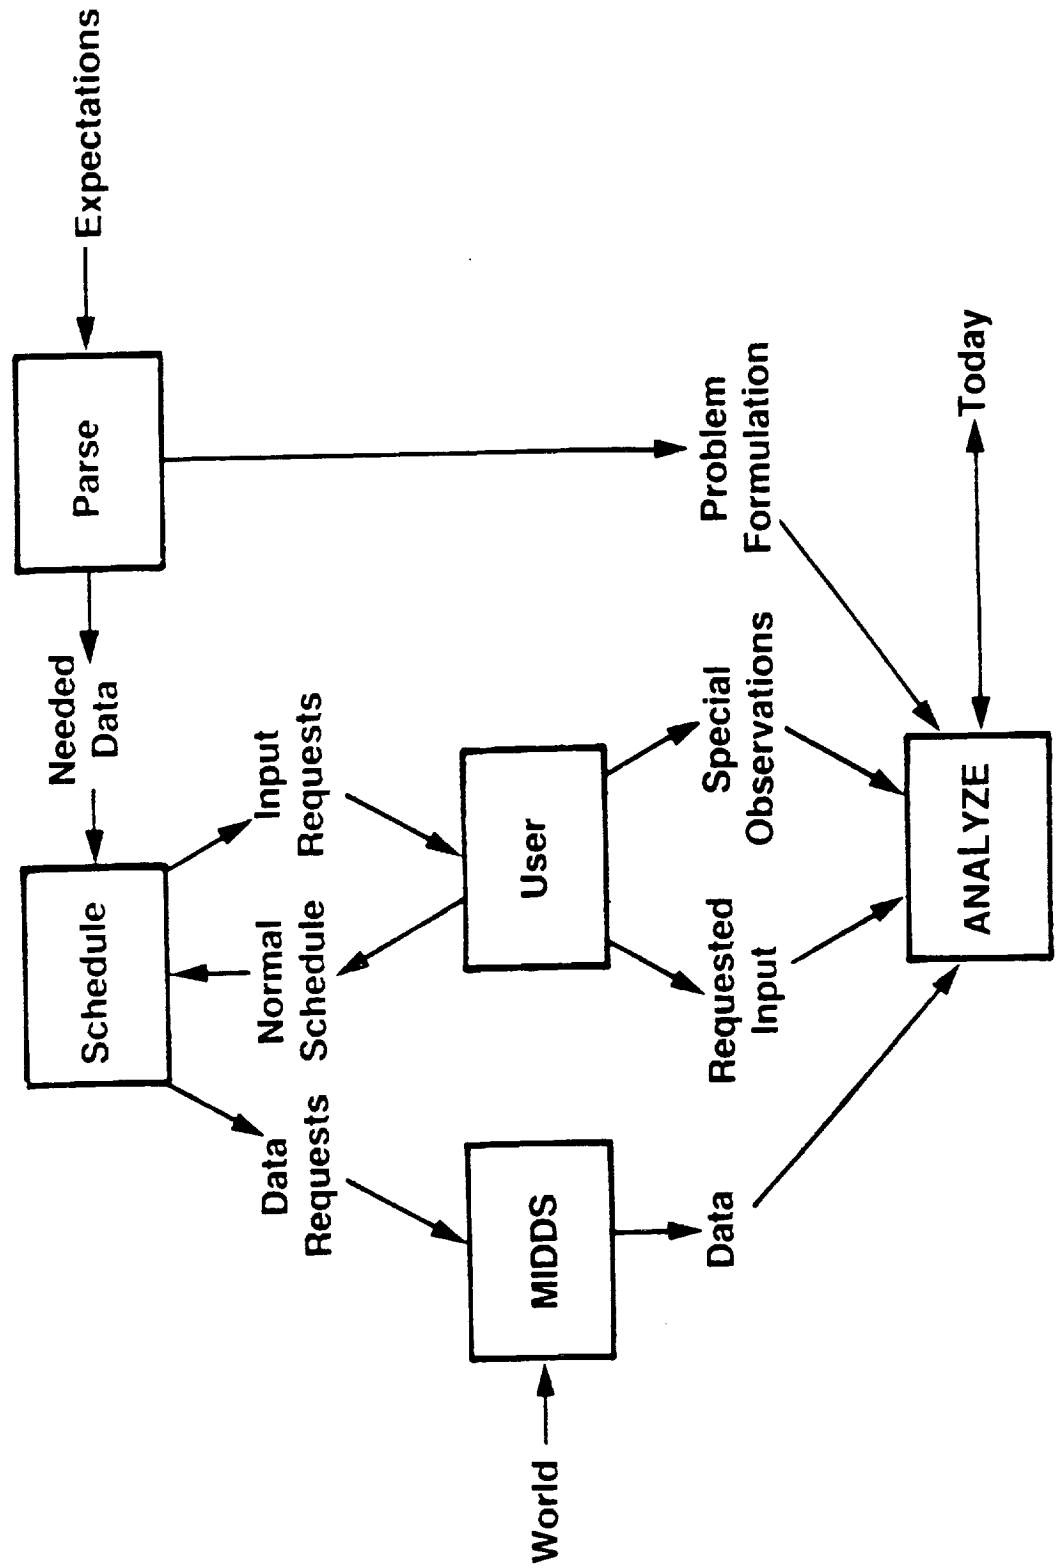 Schedule
Needed
Data
Parse
Expectations
Data
Requests
Normal
Schedule
Input
Requests
World
MIDDS
User
Data
Requested
Input
Special
Observations
Problem
Formulation
ANALYZE
Today